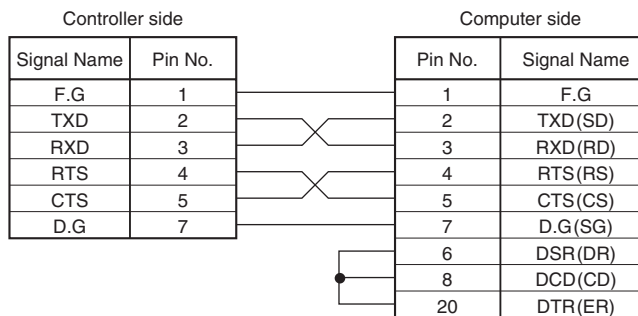 Controller side
Computer side
Signal Name Pin No.
Pin No. Signal Name
F.G 1
1 F.G
TXD 2
2 TXD(SD)
RXD 3
3 RXD(RD)
RTS 4
4 RTS(RS)
CTS 5
5 CTS(CS)
D.G 7
7 D.G(SG)
6 DSR(DR)
8 DCD(CD)
20 DTR(ER)